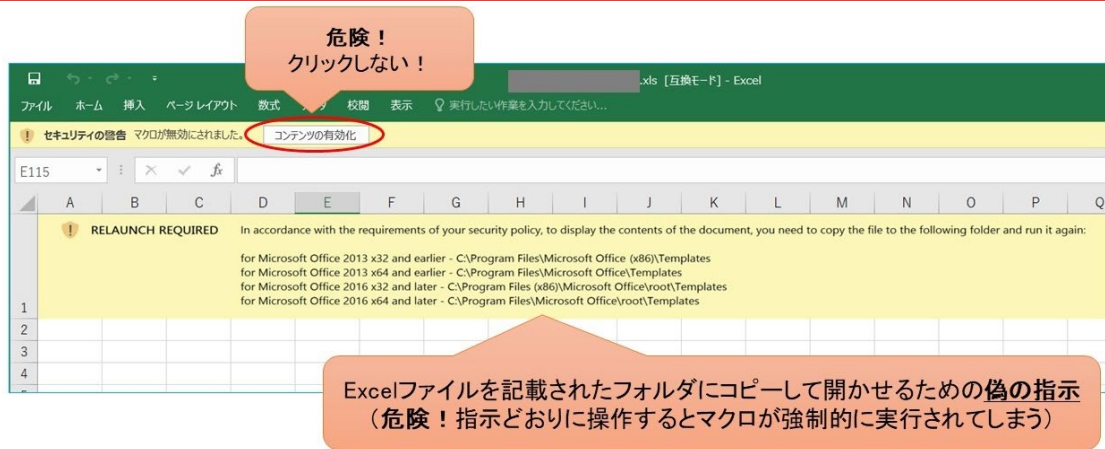 危険！
クリックしない！
.xls [互換モード] - Excel
ファイル ホーム 挿入 ページ レイアウト 数式 校閲 表示 実行したい作業を入力してください...
セキュリティの警告 マクロが無効にされました。 コンテンツの有効化
E115 fx
A B C D E F G H I J K L M N O P Q
RELAUNCH REQUIRED In accordance with the requirements of your security policy, to display the contents of the document, you need to copy the file to the following folder and run it again:
for Microsoft Office 2013 x32 and earlier - C:\Program Files\Microsoft Office (x86)\Templates
for Microsoft Office 2013 x64 and earlier - C:\Program Files\Microsoft Office\Templates
for Microsoft Office 2016 x32 and later - C:\Program Files (x86)\Microsoft Office\root\Templates
for Microsoft Office 2016 x64 and later - C:\Program Files\Microsoft Office\root\Templates
1
2
3
4
Excelファイルを記載されたフォルダにコピーして開かせるための偽の指示
（危険！指示どおりに操作するとマクロが強制的に実行されてしまう）